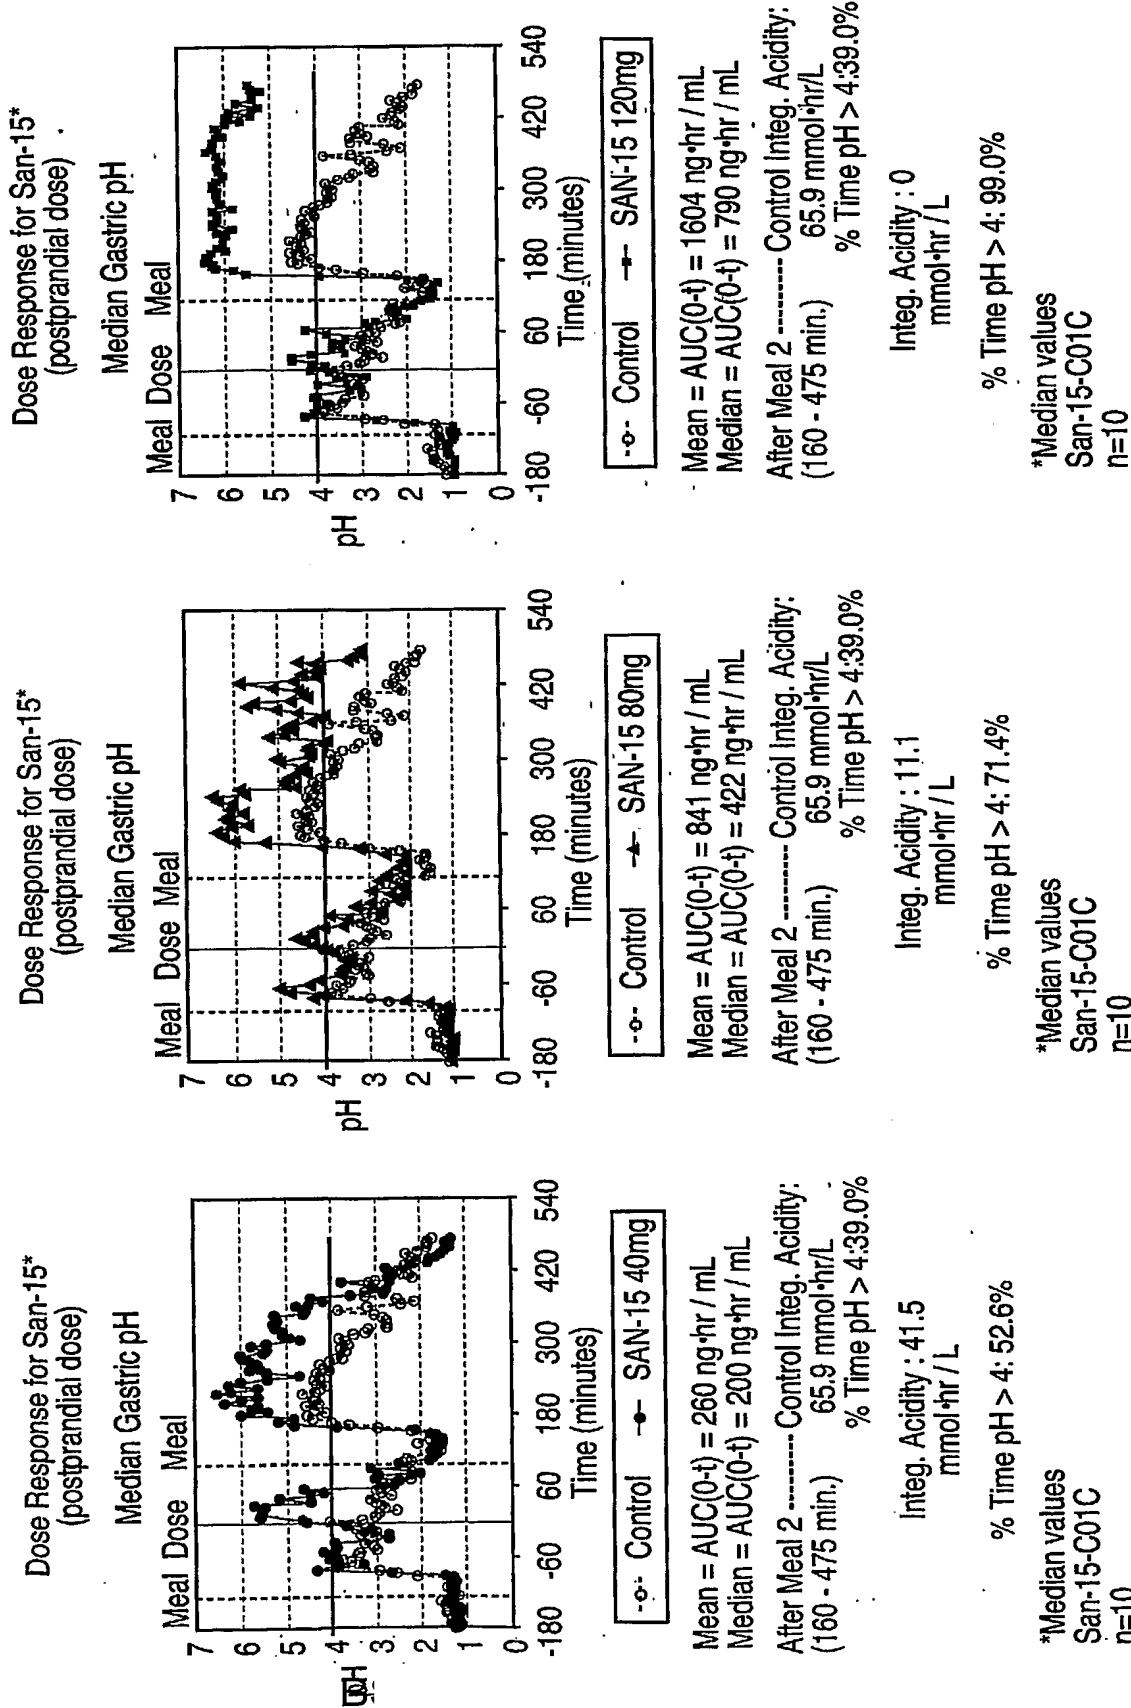 Dose Response for San-15*
(postprandial dose)
Median Gastric pH
Meal Dose Meal
7
6
5
4
3
2
1
0
pH
-180 -60 60 180 300 420 540
Time (minutes)
-o- Control SAN-15 40mg
Mean = AUC(0-t) = 260 ng•hr / mL
Median = AUC(0-t) = 200 ng•hr / mL
After Meal 2 --------- Control Integ. Acidity:
(160 - 475 min.) 65.9 mmol•hr/L
% Time pH > 4:39.0%
Integ. Acidity : 41.5
mmol•hr / L
% Time pH > 4: 52.6%
*Median values
San-15-C01C
n=10
Dose Response for San-15*
(postprandial dose)
Median Gastric pH
Meal Dose Meal
7
6
5
4
3
2
1
0
pH
-180 -60 60 180 300 420 540
Time (minutes)
-o- Control SAN-15 80mg
Mean = AUC(0-t) = 841 ng•hr / mL
Median = AUC(0-t) = 422 ng•hr / mL
After Meal 2 --------- Control Integ. Acidity:
(160 - 475 min.) 65.9 mmol•hr/L
% Time pH > 4:39.0%
Integ. Acidity : 11.1
mmol•hr / L
% Time pH > 4: 71.4%
*Median values
San-15-C01C
n=10
Dose Response for San-15*
(postprandial dose)
Median Gastric pH
Meal Dose Meal
7
6
5
4
3
2
1
0
pH
-180 -60 60 180 300 420 540
Time (minutes)
-o- Control SAN-15 120mg
Mean = AUC(0-t) = 1604 ng•hr / mL
Median = AUC(0-t) = 790 ng•hr / mL
After Meal 2 --------- Control Integ. Acidity:
(160 - 475 min.) 65.9 mmol•hr/L
% Time pH > 4:39.0%
Integ. Acidity : 0
mmol•hr / L
% Time pH > 4: 99.0%
*Median values
San-15-C01C
n=10